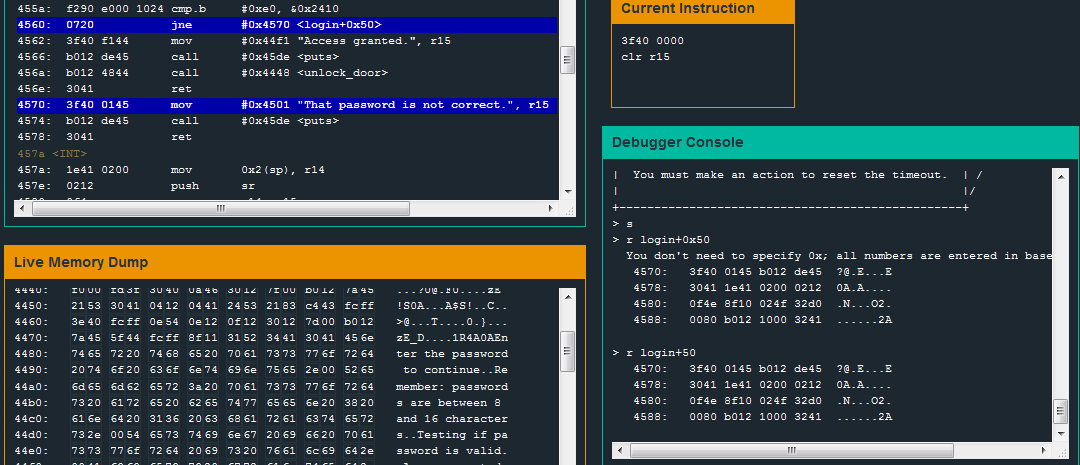 455a: f290 e000 1024 cmp.b #0xe0, &0x2410
4560: 0720 jne #0x4570 <login+0x50>
4562: 3f40 f144 mov #0x44f1 "Access granted.", r15
4566: b012 de45 call #0x45de <puts>
456a: b012 4844 call #0x4448 <unlock_door>
456e: 3041 ret
4570: 3f40 0145 mov #0x4501 "That password is not correct.", r15
4574: b012 de45 call #0x45de <puts>
4578: 3041 ret
457a <INT>
457a: 1e41 0200 mov 0x2(sp), r14
457e: 0212 push sr
Live Memory Dump
4440: f000 fd3f 3040 0a46 3012 7f00 b012 7a45 ...?0@.F0.....zE
4450: 2153 3041 0412 0441 2453 2183 c443 fcff !S0A...A$S!..C..
4460: 3e40 fcff 0e54 0e12 0f12 3012 7d00 b012 >@...T....0.}...
4470: 7a45 5f44 fcff 8f11 3152 3441 3041 456e zE_D....1R4A0AEn
4480: 7465 7220 7468 6520 7061 7373 776f 7264 ter the password
4490: 2074 6f20 636f 6e74 696e 7565 2e00 5265  to continue..Re
44a0: 6d65 6d62 6572 3a20 7061 7373 776f 7264 member: password
44b0: 7320 6172 6520 6265 7477 6565 6e20 3820 s are between 8
44c0: 616e 6420 3136 2063 6861 7261 6374 6572 and 16 character
44d0: 732e 0054 6573 7469 6e67 2069 6620 7061 s..Testing if pa
44e0: 7373 776f 7264 2069 7320 7661 6c69 642e ssword is valid.
Current Instruction
3f40 0000
clr r15
Debugger Console
| You must make an action to reset the timeout. | /
| |/
+--------------------------------------------------+
> s
> r login+0x50
You don't need to specify 0x; all numbers are entered in base
4570: 3f40 0145 b012 de45 ?@.E...E
4578: 3041 1e41 0200 0212 0A.A....
4580: 0f4e 8f10 024f 32d0 .N...O2.
4588: 0080 b012 1000 3241 ......2A
> r login+50
4570: 3f40 0145 b012 de45 ?@.E...E
4578: 3041 1e41 0200 0212 0A.A....
4580: 0f4e 8f10 024f 32d0 .N...O2.
4588: 0080 b012 1000 3241 ......2A